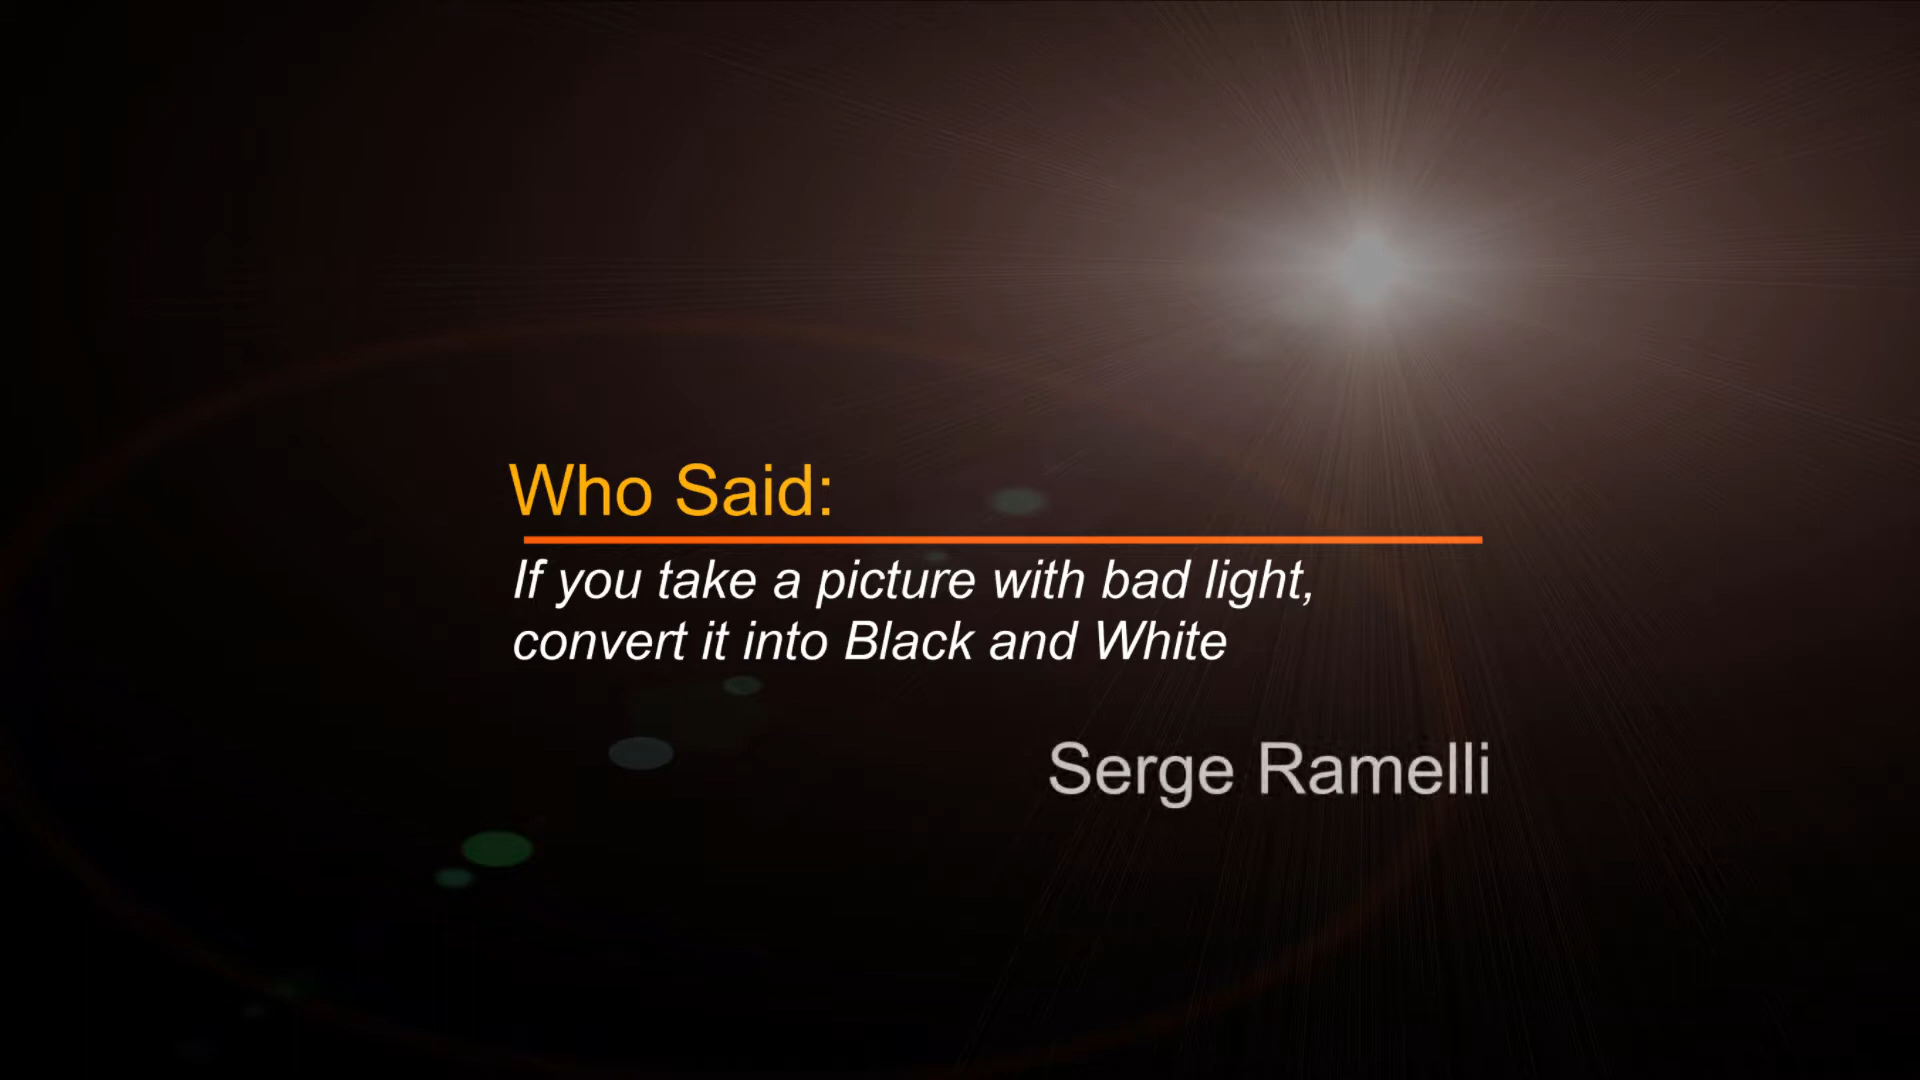 Who Said:
If you take a picture with bad light,
convert it into Black and White
Serge Ramelli